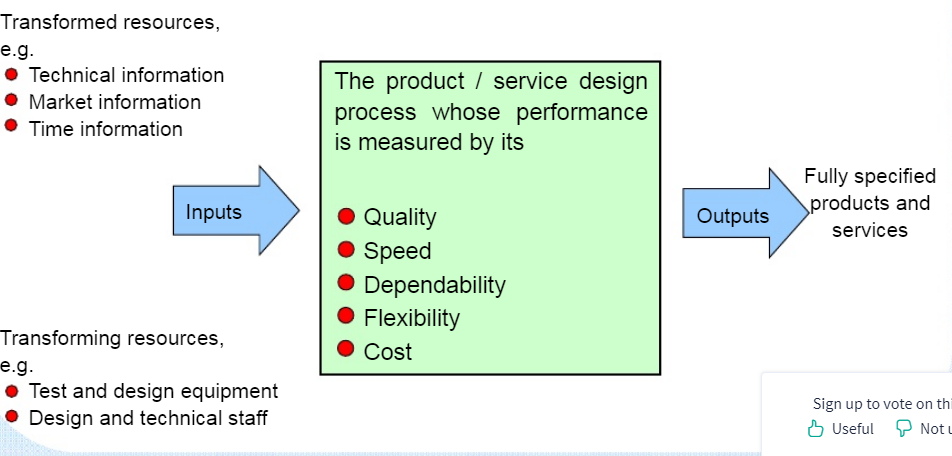 Transformed resources,
e.g.
Technical information
Market information
Time information
Inputs
Transforming resources,
e.g.
Test and design equipment
Design and technical staff
The product / service design
process whose performance
is measured by its
Quality
Speed
Dependability
Flexibility
Cost
Outputs
Fully specified
products and
services
Sign up to vote on
Useful
Not